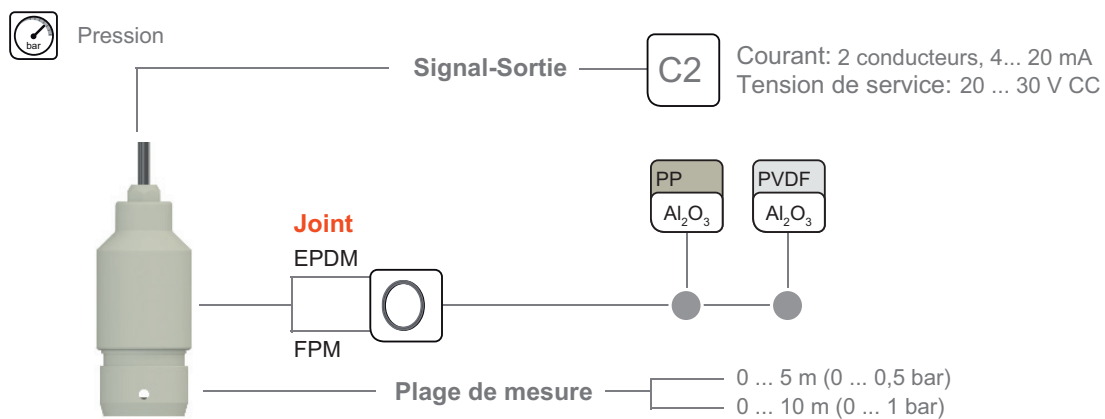 bar
Pression
Signal-Sortie
C2
Courant: 2 conducteurs, 4... 20 mA
Tension de service: 20 ... 30 V CC
PP
Al₂O₃
PVDF
Al₂O₃
Joint
EPDM
FPM
Plage de mesure
0 ... 5 m (0 ... 0,5 bar)
0 ... 10 m (0 ... 1 bar)